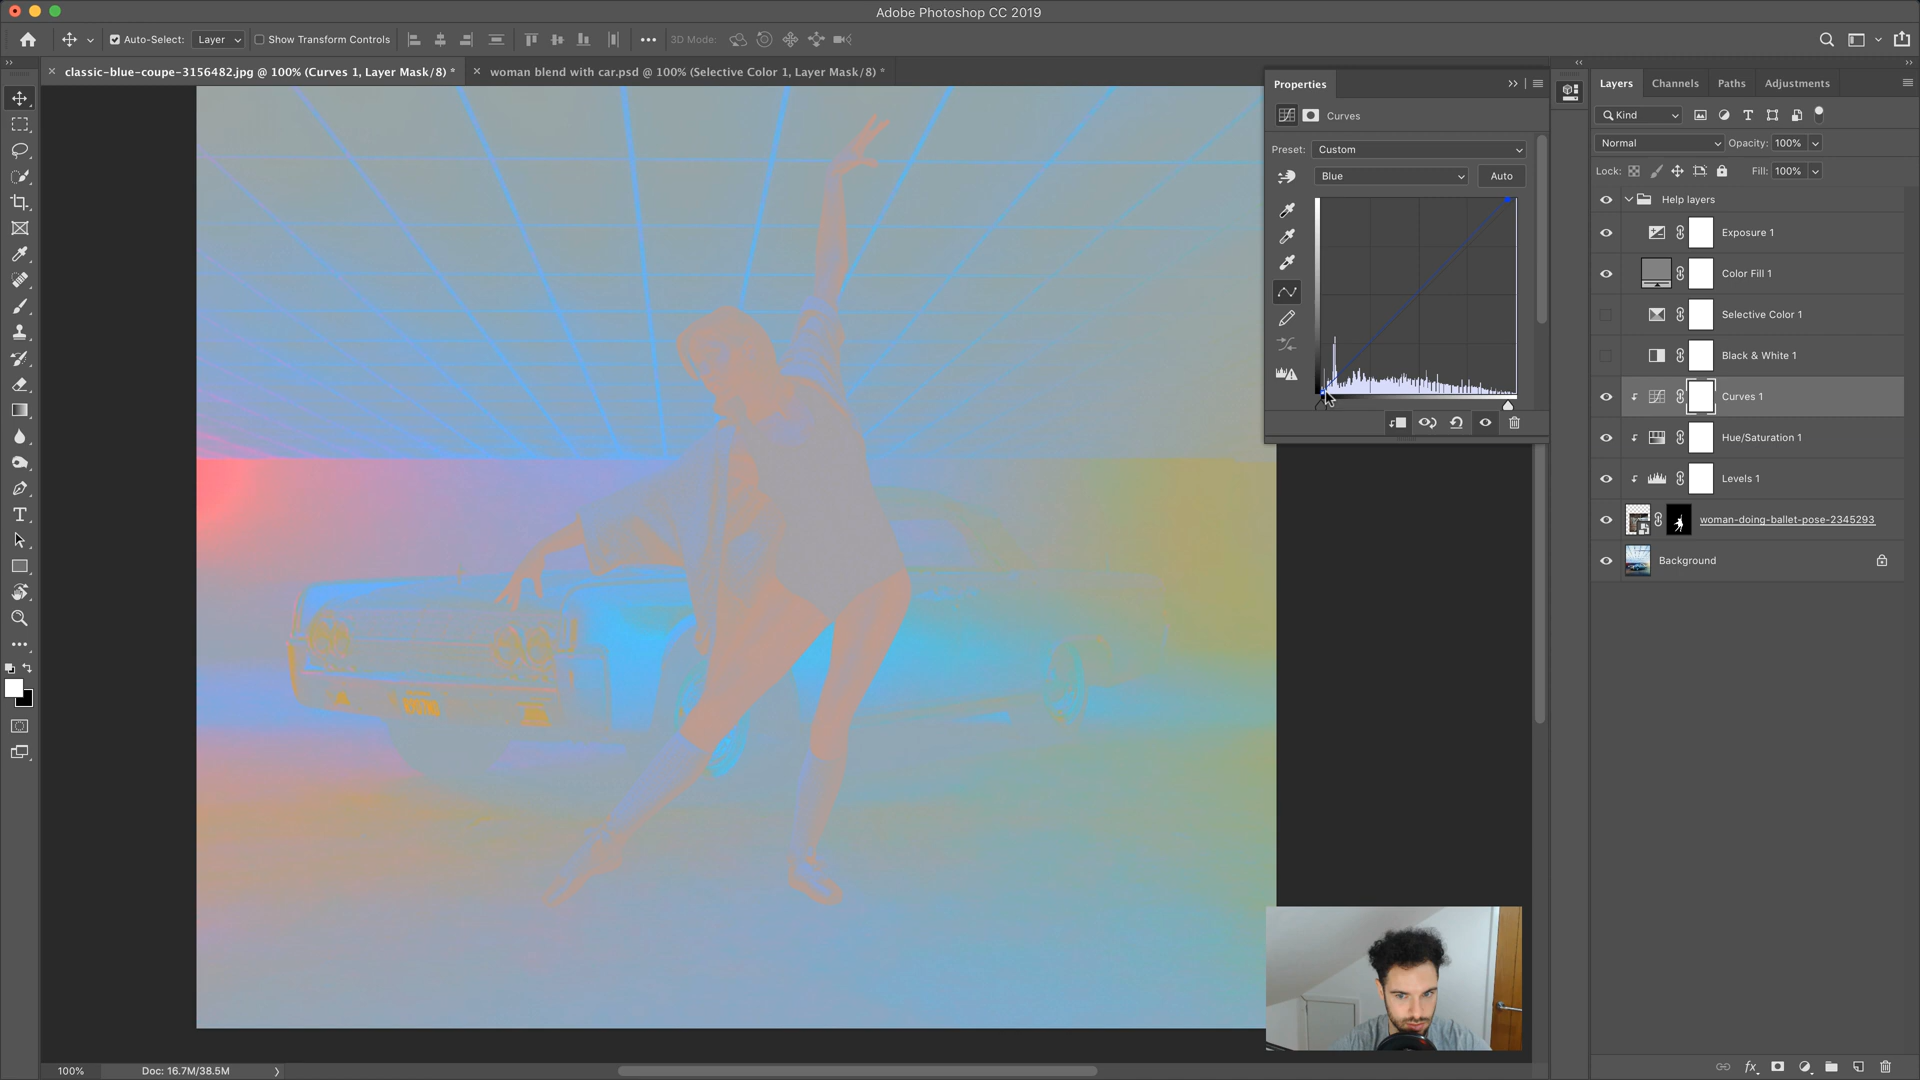 Adobe Photoshop CC 2019
Auto-Select: Layer Show Transform Controls 3D Mode:
classic-blue-coupe-3156482.jpg @ 100% (Curves 1, Layer Mask/8) *
woman blend with car.psd @ 100% (Selective Color 1, Layer Mask/8) *
Properties
Curves
Preset: Custom
Blue
Auto
Layers Channels Paths Adjustments
Kind
Normal Opacity: 100%
Lock: Fill: 100%
Help layers
Exposure 1
Color Fill 1
Selective Color 1
Black & White 1
Curves 1
Hue/Saturation 1
Levels 1
woman-doing-ballet-pose-2345293
Background
100% Doc: 16.7M/38.5M
fx